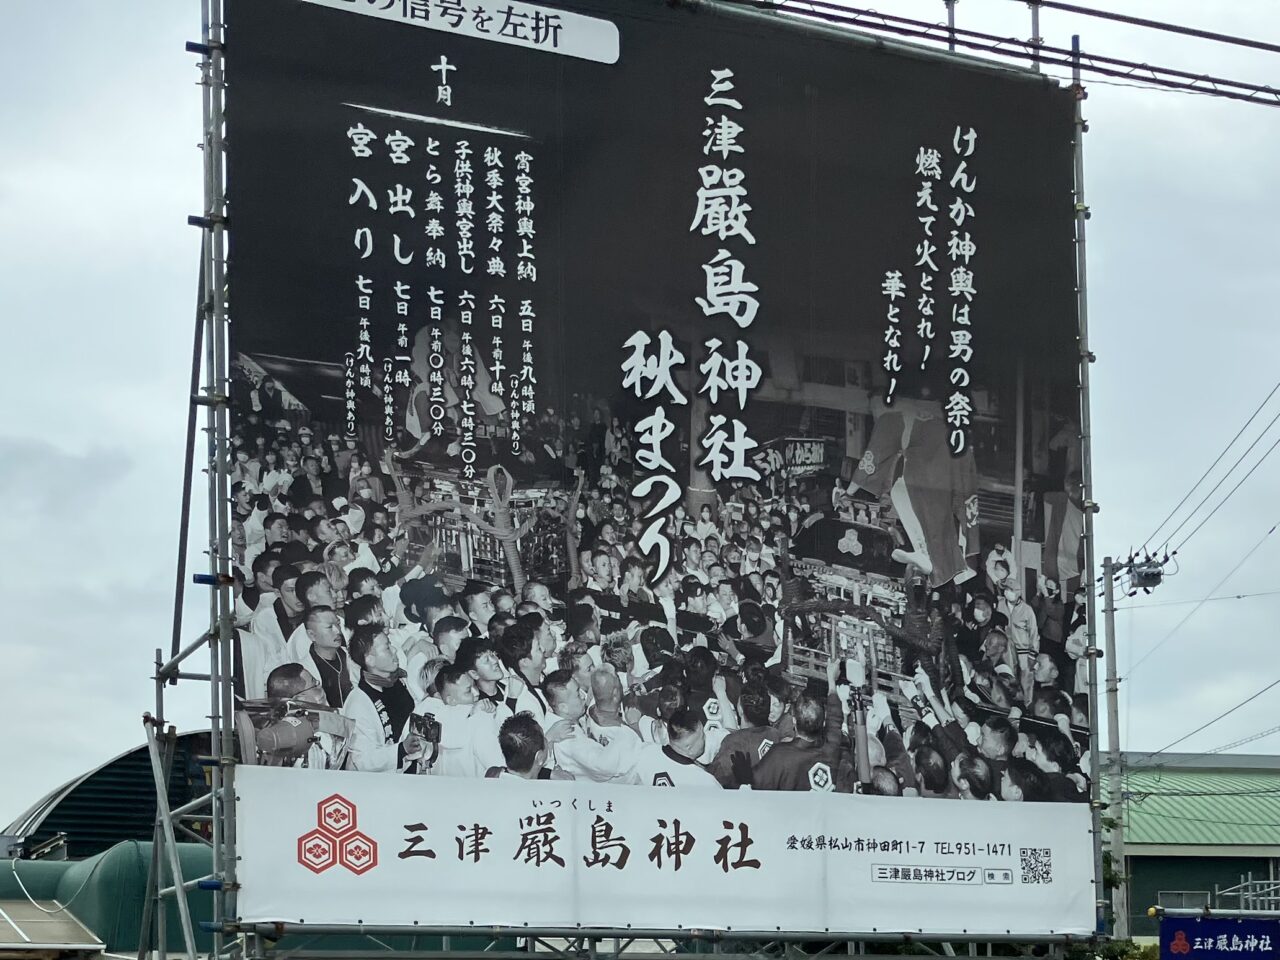 の信号を左折
けんか神輿は男の祭り
燃えて火となれ！
華となれ！
三津嚴島神社
秋まつり
十月
宵宮神輿上納 五日 午後九時頃 (けんか神輿あり)
秋季大祭々典 六日 午前十時
子供神輿宮出し 六日 午後六時〜七時三〇分
とら舞奉納 七日 午前〇時三〇分
宮出し 七日 午前一時 (けんか神輿あり)
宮入り 七日 午後九時頃 (けんか神輿あり)
いつくしま
三津 嚴島神社
愛媛県松山市神田町1-7 TEL951-1471
三津嚴島神社ブログ 検索
三津 嚴島神社